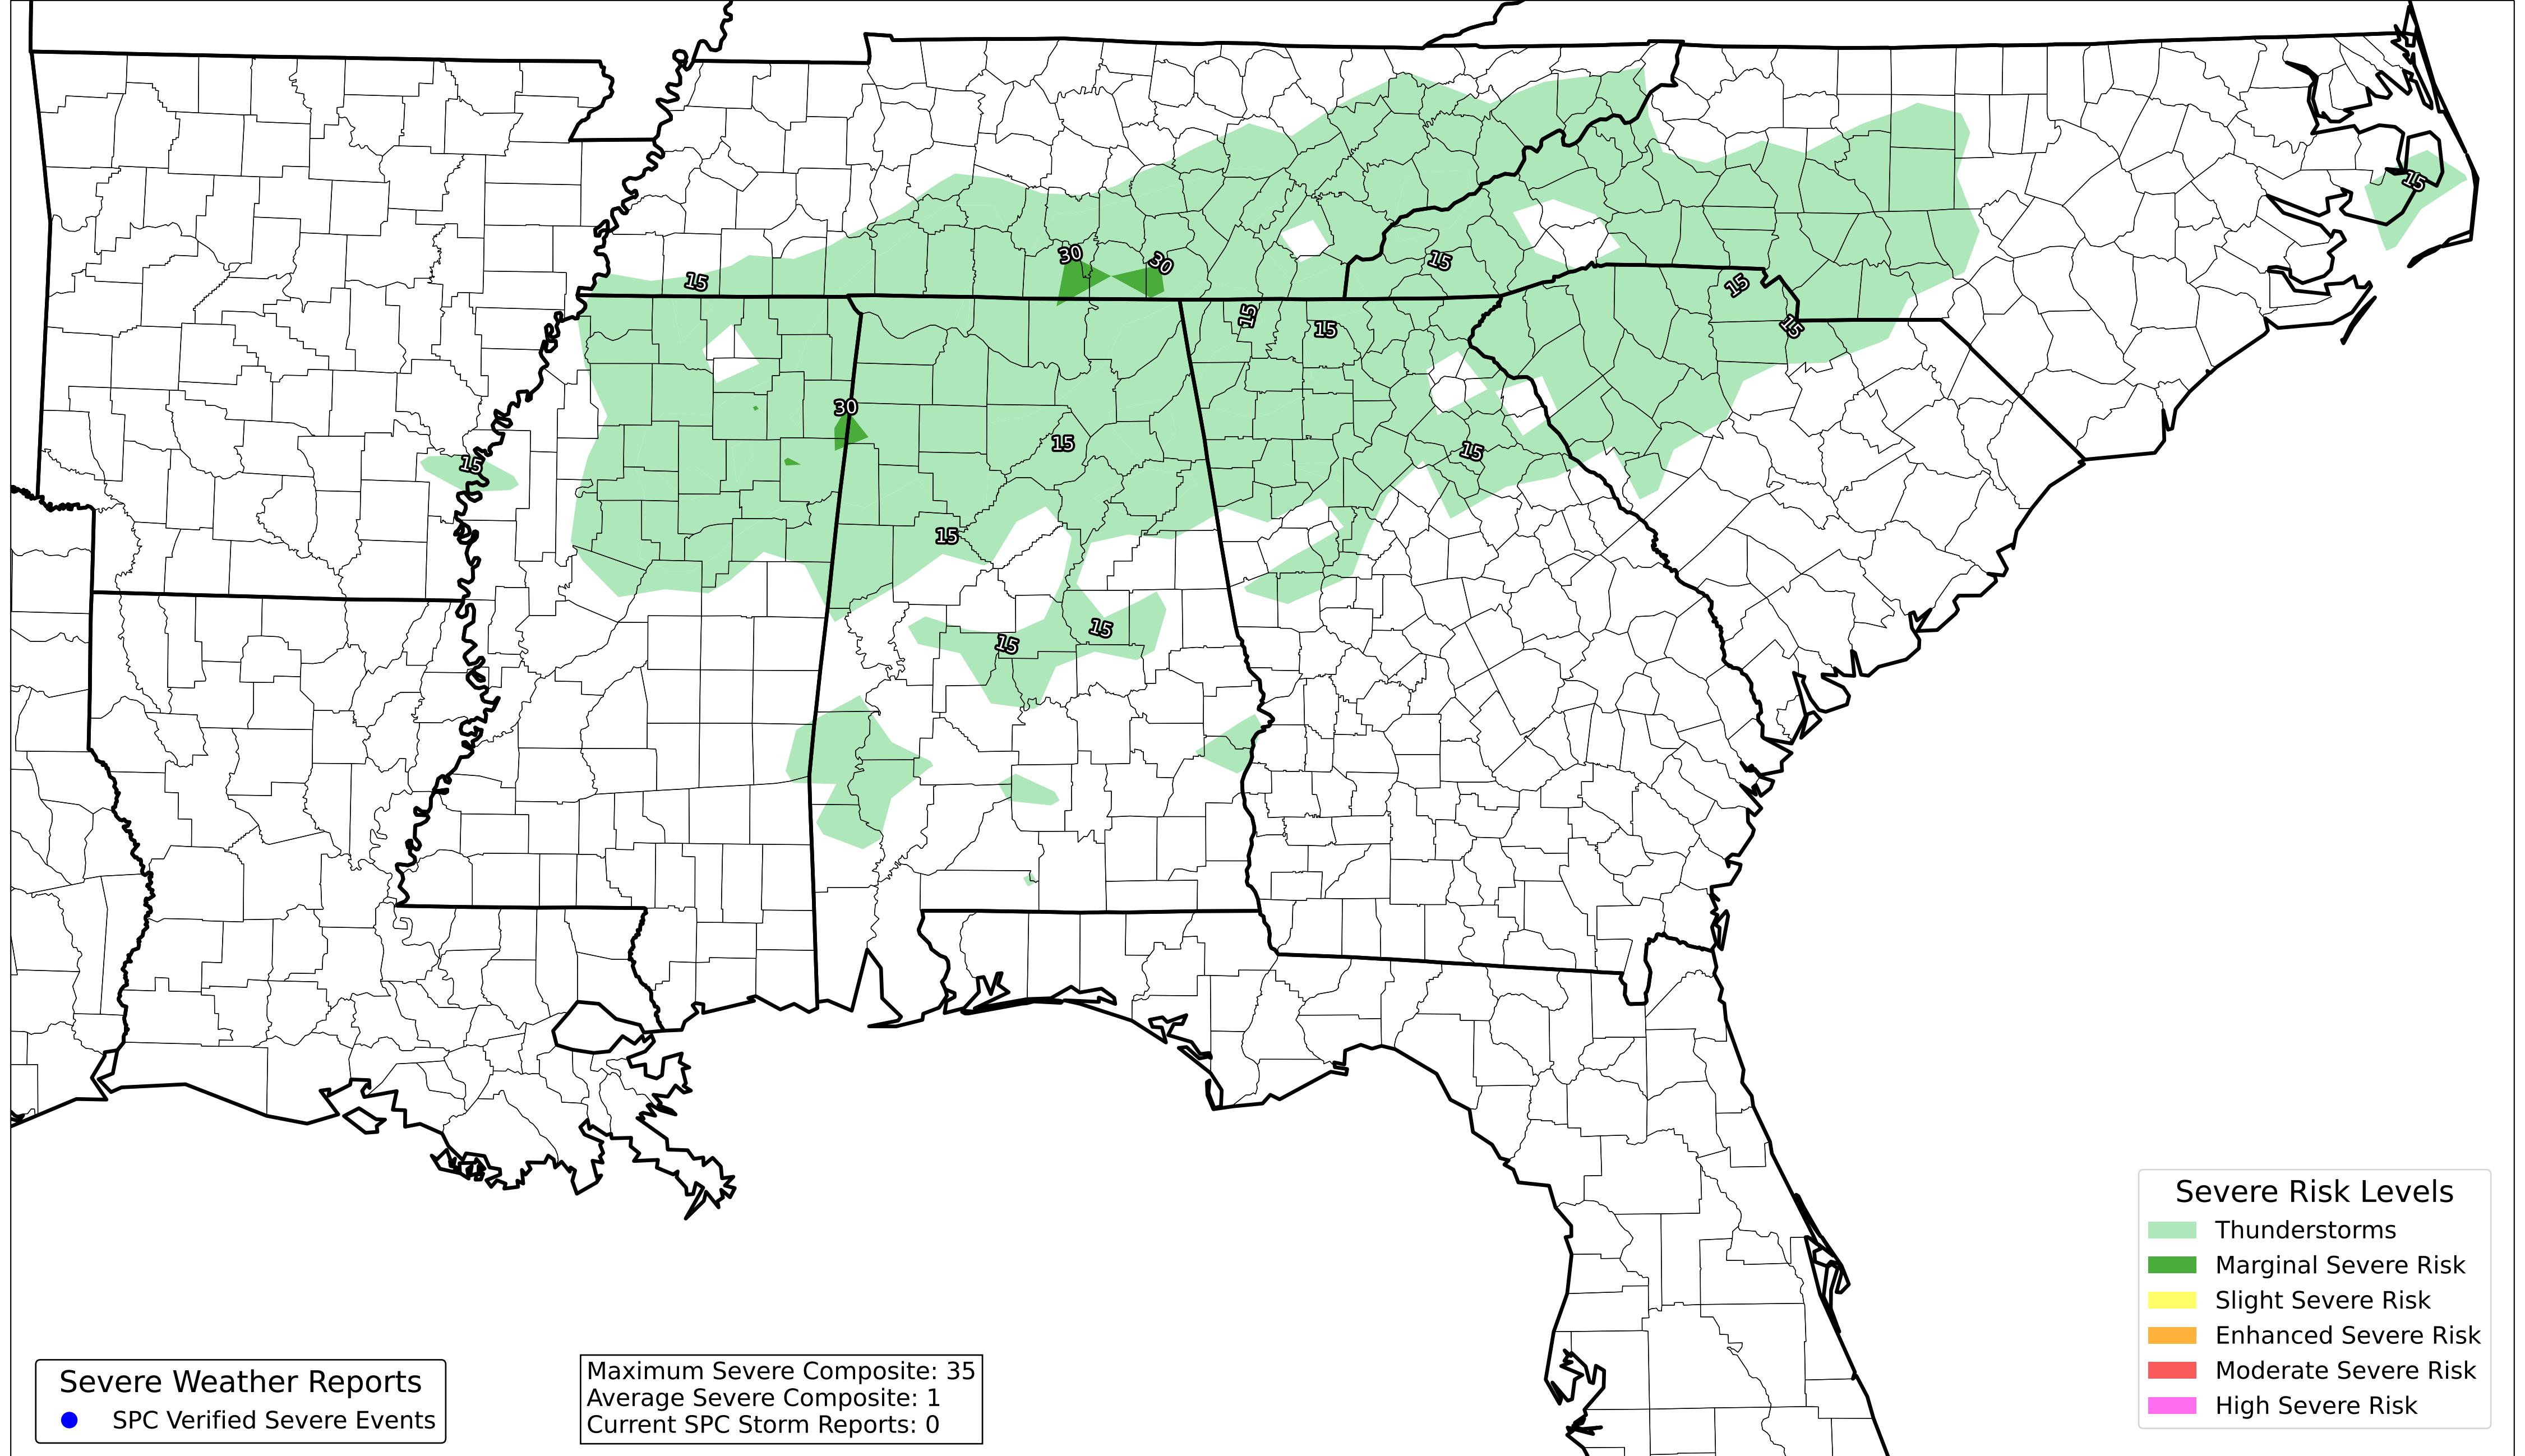 15
30
30
15
15
15
15
15
15
30
15
15
15
15
15
15
Severe Risk Levels
Thunderstorms
Marginal Severe Risk
Slight Severe Risk
Enhanced Severe Risk
Moderate Severe Risk
High Severe Risk
Severe Weather Reports
SPC Verified Severe Events
Maximum Severe Composite: 35
Average Severe Composite: 1
Current SPC Storm Reports: 0